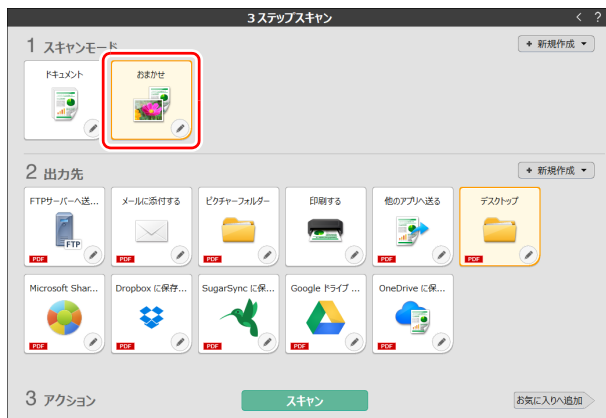 3ステップスキャン < ?
1 スキャンモード + 新規作成
ドキュメント おまかせ
2 出力先 + 新規作成
FTPサーバーへ送... メールに添付する ピクチャーフォルダー 印刷する 他のアプリへ送る デスクトップ
FTP
PDF PDF PDF PDF PDF
Microsoft Shar... Dropbox に保存... SugarSync に保... Google ドライブ ... OneDrive に保...
PDF PDF PDF PDF PDF
3 アクション スキャン お気に入りへ追加